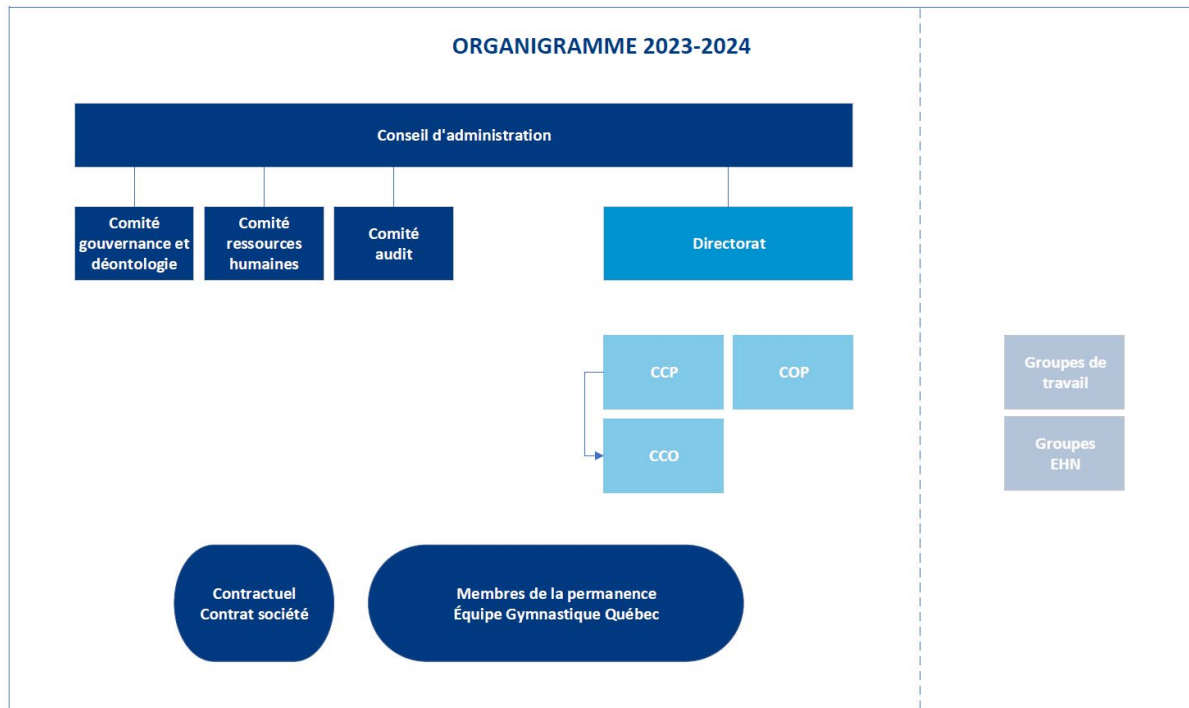 ORGANIGRAMME 2023-2024
Conseil d'administration
Comité
gouvernance et
déontologie
Comité
ressources
humaines
Comité
audit
Directorat
CCP
COP
CCO
Groupes de
travail
Groupes
EHN
Contractuel
Contrat société
Membres de la permanence
Équipe Gymnastique Québec